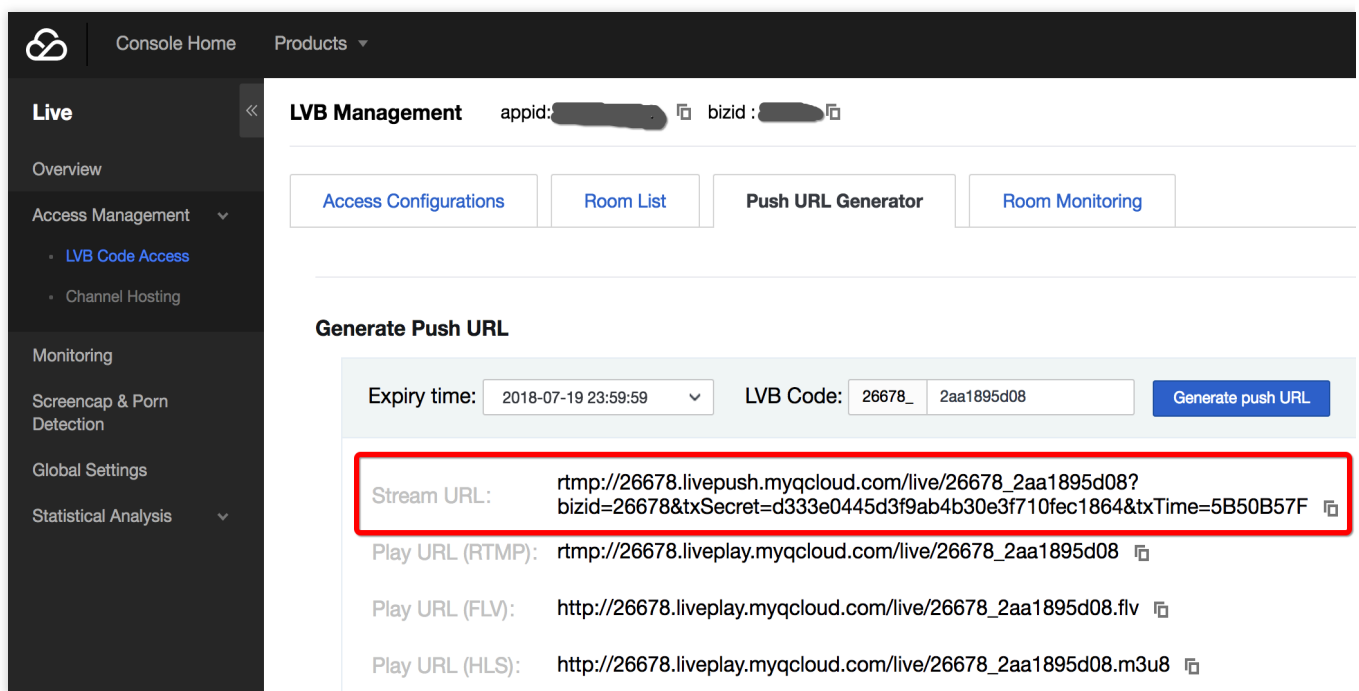 Console Home Products
Live
LVB Management appid: bizid :
Overview
Access Management
LVB Code Access
Channel Hosting
Monitoring
Screencap & Porn
Detection
Global Settings
Statistical Analysis
Access Configurations Room List Push URL Generator Room Monitoring
Generate Push URL
Expiry time: 2018-07-19 23:59:59 LVB Code: 26678_ 2aa1895d08 Generate push URL
Stream URL: rtmp://26678.livepush.myqcloud.com/live/26678_2aa1895d08?
bizid=26678&txSecret=d333e0445d3f9ab4b30e3f710fec1864&txTime=5B50B57F
Play URL (RTMP): rtmp://26678.liveplay.myqcloud.com/live/26678_2aa1895d08
Play URL (FLV): http://26678.liveplay.myqcloud.com/live/26678_2aa1895d08.flv
Play URL (HLS): http://26678.liveplay.myqcloud.com/live/26678_2aa1895d08.m3u8